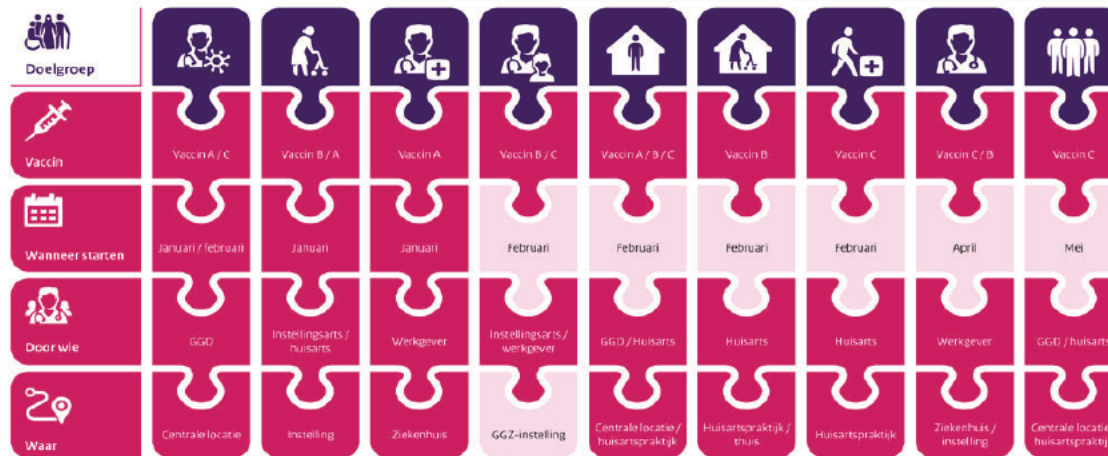 Doelgroep
Vaccin
Vaccin A / C
Vaccin B / A
Vaccin A
Vaccin B / C
Vaccin A / B / C
Vaccin B
Vaccin C
Vaccin C / B
Vaccin C
Wanneer starten
Januari / februari
Januari
Januari
Februari
Februari
Februari
Februari
April
Mei
Door wie
GGD
Instellingsarts /
huisarts
Werkgever
Instellingsarts /
werkgever
GGD / Huisarts
Huisarts
Huisarts
Werkgever
GGD / huisarts
Waar
Centrale locatie
Instelling
Ziekenhuis
GGZ-instelling
Centrale locatie /
huisartspraktijk
Huisartspraktijk /
thuis
Huisartspraktijk
Ziekenhuis /
instelling
Centrale locatie
huisartspraktijk